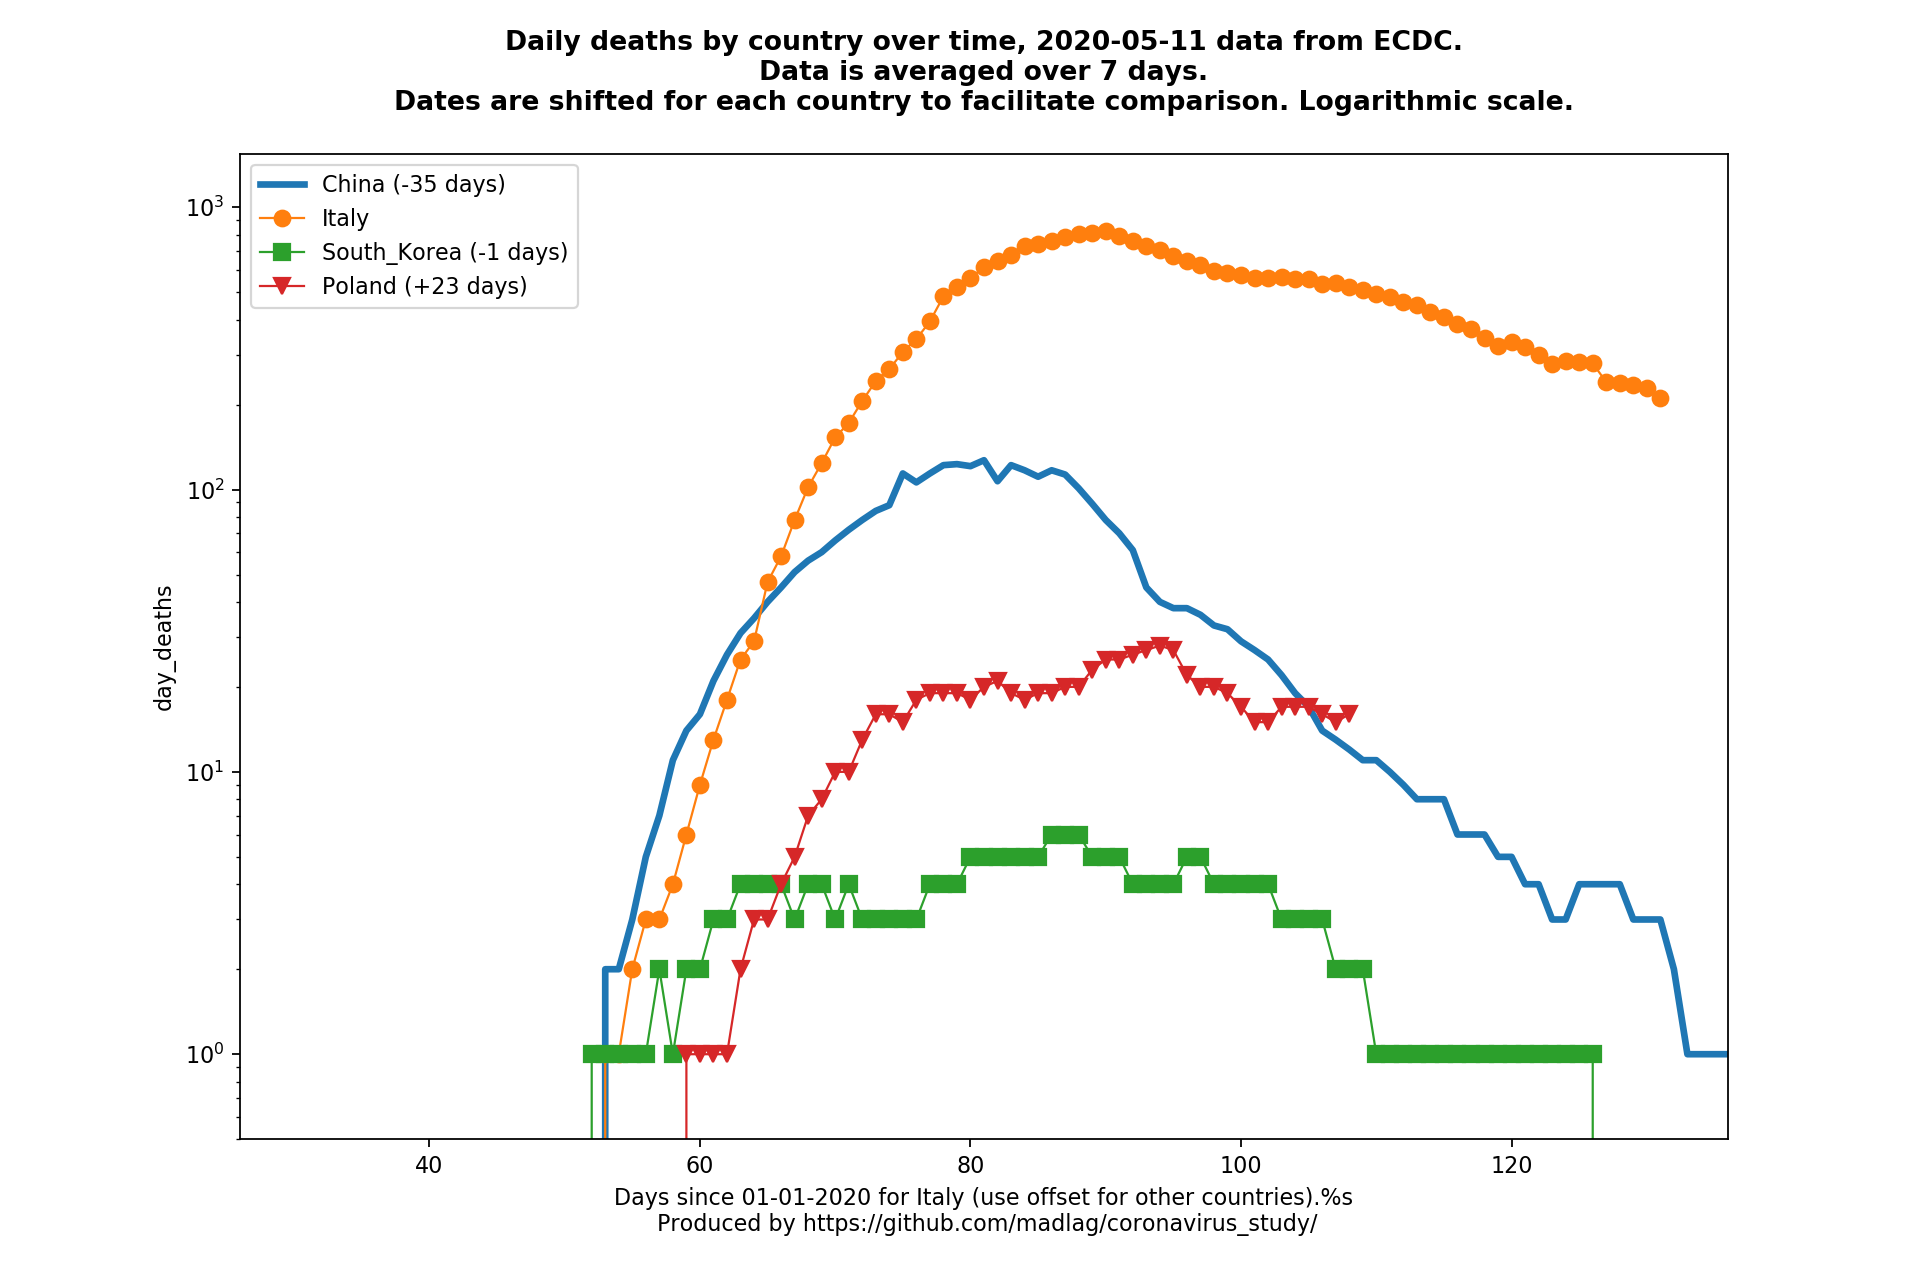 Daily deaths by country over time, 2020-05-11 data from ECDC.
Data is averaged over 7 days.
Dates are shifted for each country to facilitate comparison. Logarithmic scale.
China (-35 days)
Italy
South_Korea (-1 days)
Poland (+23 days)
10³
10²
10¹
10⁰
day_deaths
40 60 80 100 120
Days since 01-01-2020 for Italy (use offset for other countries).%s
Produced by https://github.com/madlag/coronavirus_study/